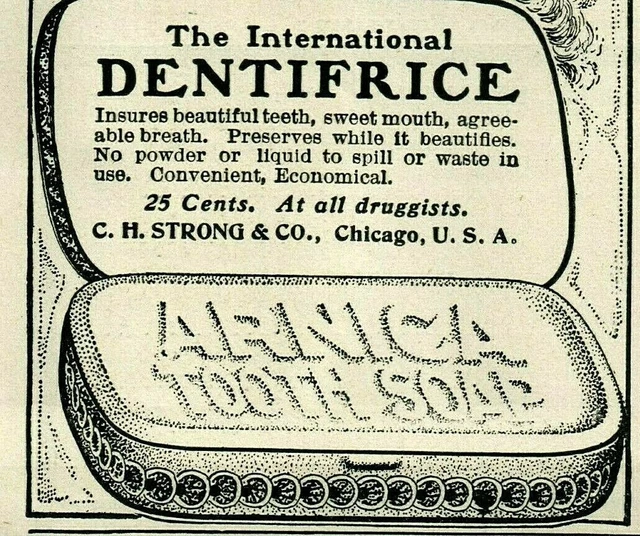 The International
DENTIFRICE
Insures beautiful teeth, sweet mouth, agree-
able breath. Preserves while it beautifies.
No powder or liquid to spill or waste in
use. Convenient, Economical.
25 Cents. At all druggists.
C. H. STRONG & CO., Chicago, U. S. A.
ARNICA
TOOTH SOAP